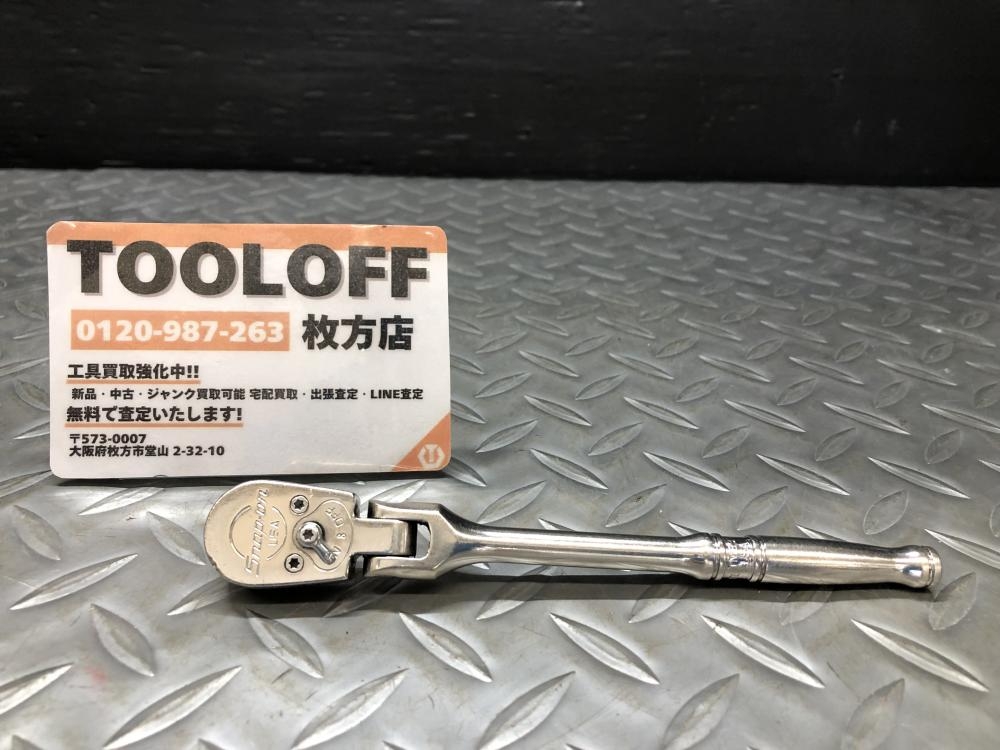 TOOLOFF
0120-987-263 枚方店
工具買取強化中!!
新品・中古・ジャンク買取可能 宅配買取・出張査定・LINE査定
無料で査定いたします!
〒573-0007
大阪府枚方市堂山 2-32-10
Snap-on
USA
ON & OFF